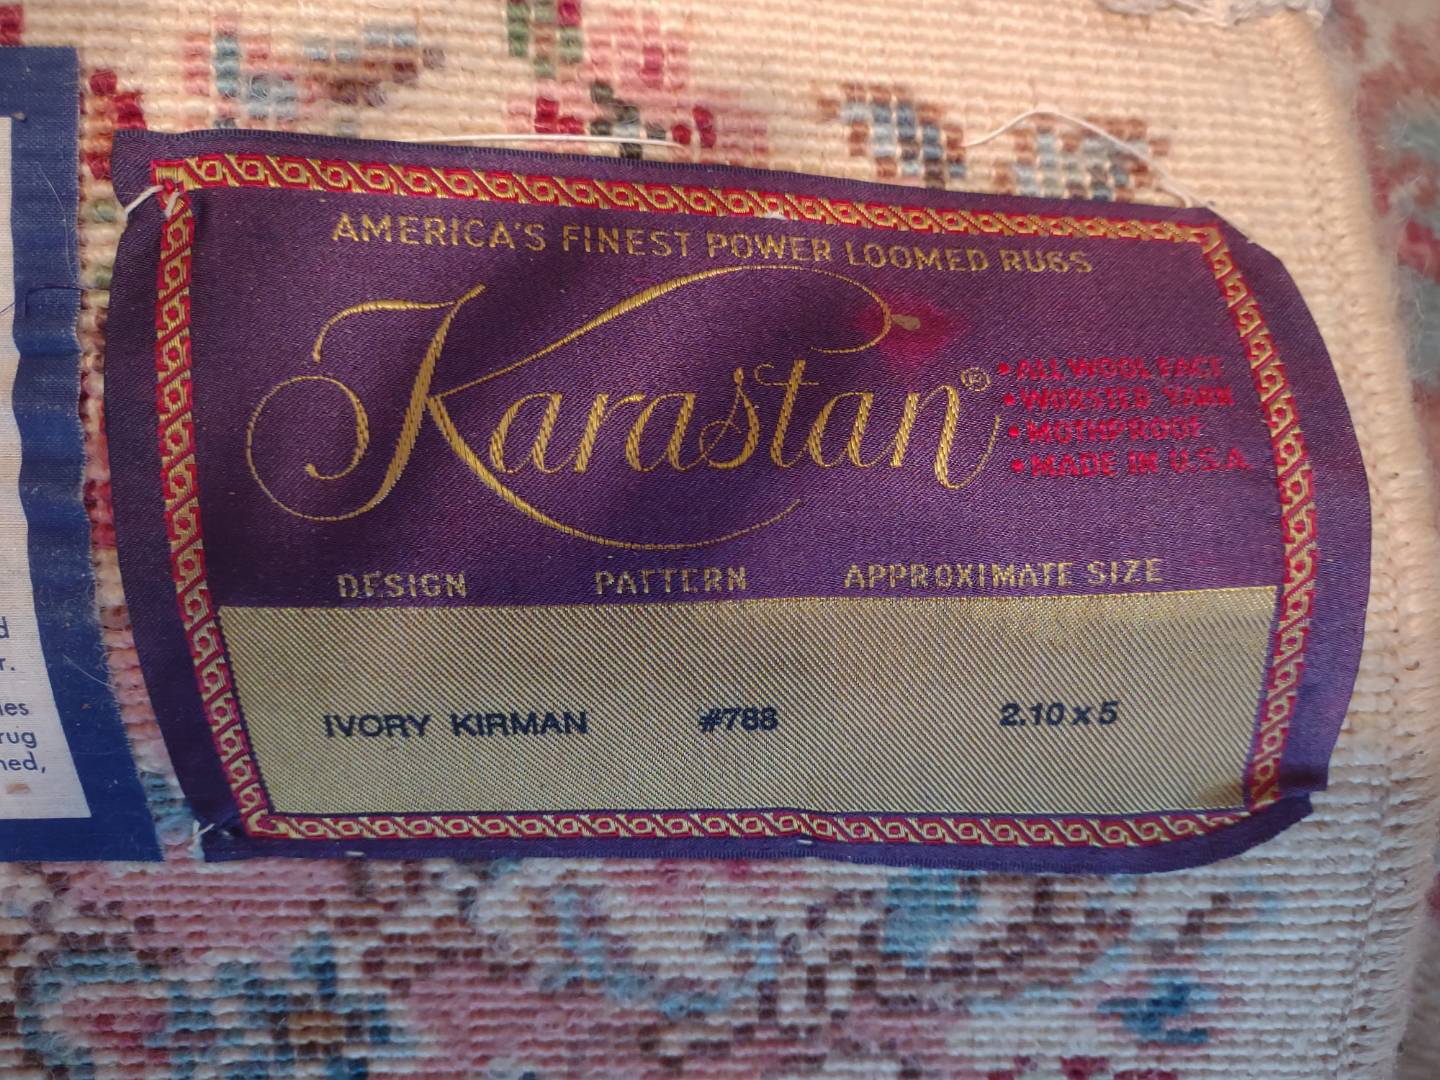 AMERICA'S FINEST POWER LOOMED RUGS
Karastan®
• ALL WOOL FACE
• WORSTED YARN
• MOTHPROOF
• MADE IN U.S.A.
DESIGN PATTERN APPROXIMATE SIZE
IVORY KIRMAN #788 2.10 x 5
d
r.
rug